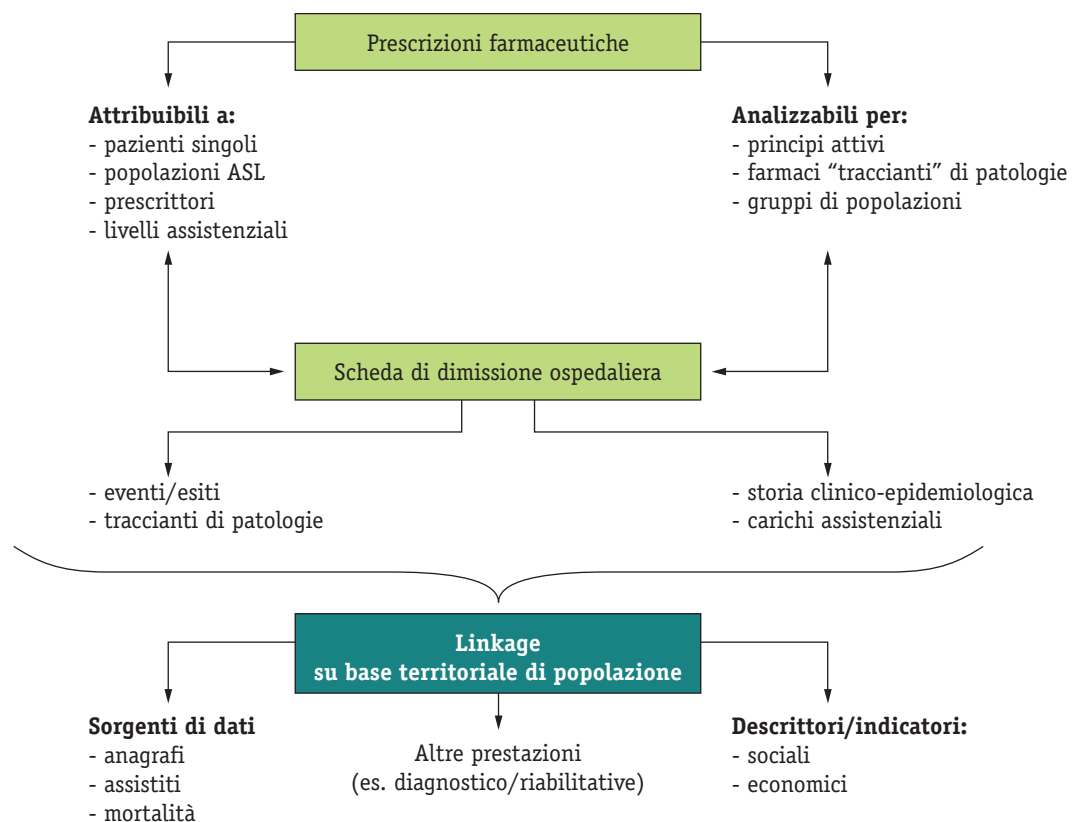 Prescrizioni farmaceutiche
Attribuibili a:
- pazienti singoli
- popolazioni ASL
- prescrittori
- livelli assistenziali
Analizzabili per:
- principi attivi
- farmaci “traccianti” di patologie
- gruppi di popolazioni
Scheda di dimissione ospedaliera
- eventi/esiti
- traccianti di patologie
- storia clinico-epidemiologica
- carichi assistenziali
Linkage
su base territoriale di popolazione
Sorgenti di dati
- anagrafi
- assistiti
- mortalità
Altre prestazioni
(es. diagnostico/riabilitative)
Descrittori/indicatori:
- sociali
- economici